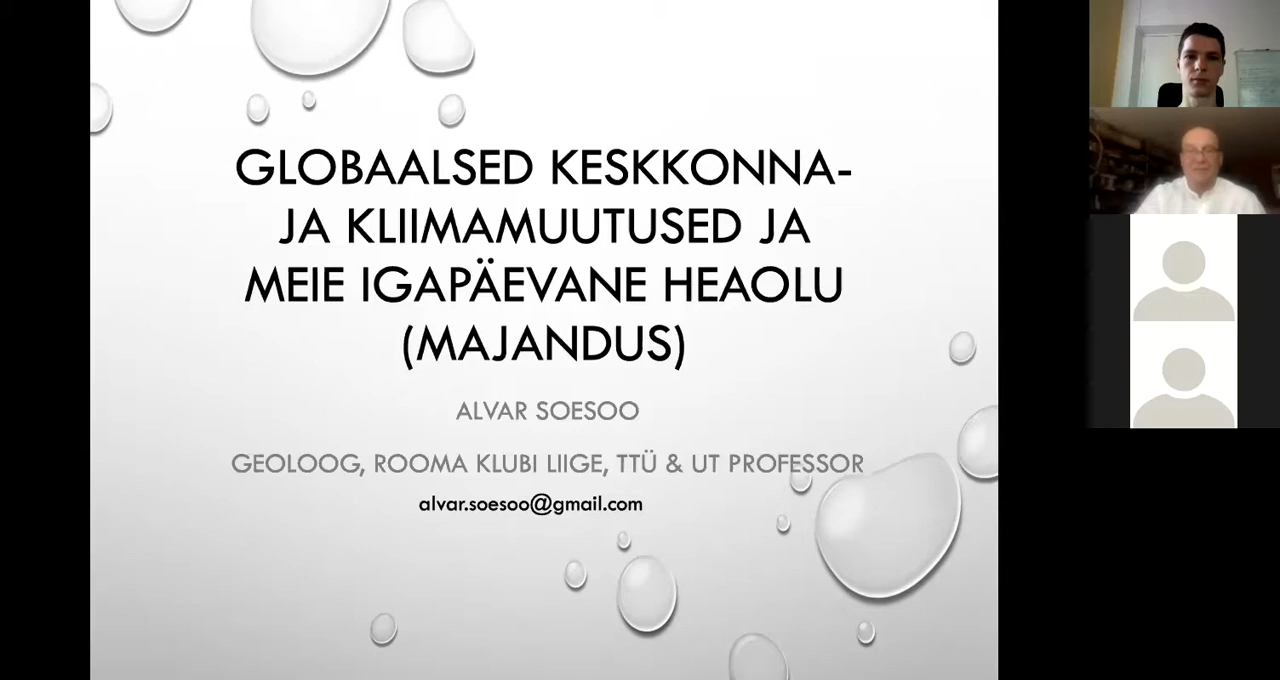 GLOBAALSED KESKKONNA-
JA KLIIMAMUUTUSED JA
MEIE IGAPÄEVANE HEAOLU
(MAJANDUS)
ALVAR SOESOO
GEOLOOG, ROOMA KLUBI LIIGE, TTÜ & UT PROFESSOR
alvar.soesoo@gmail.com